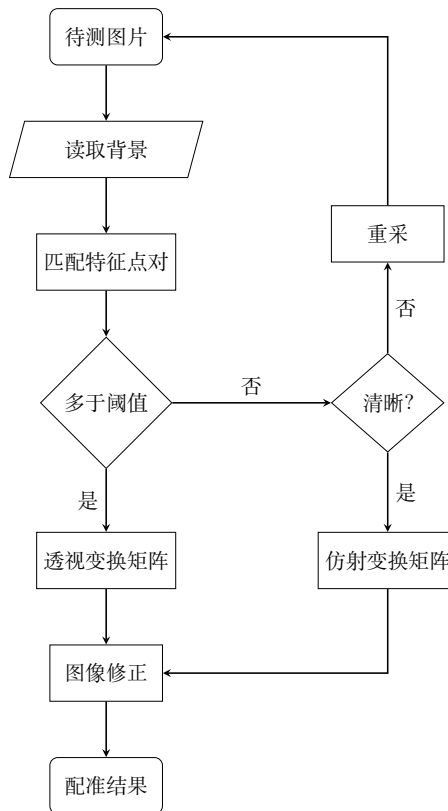 待测图片
读取背景
重采
匹配特征点对
否
否
多于阈值
清晰？
是
是
透视变换矩阵
仿射变换矩阵
图像修正
配准结果